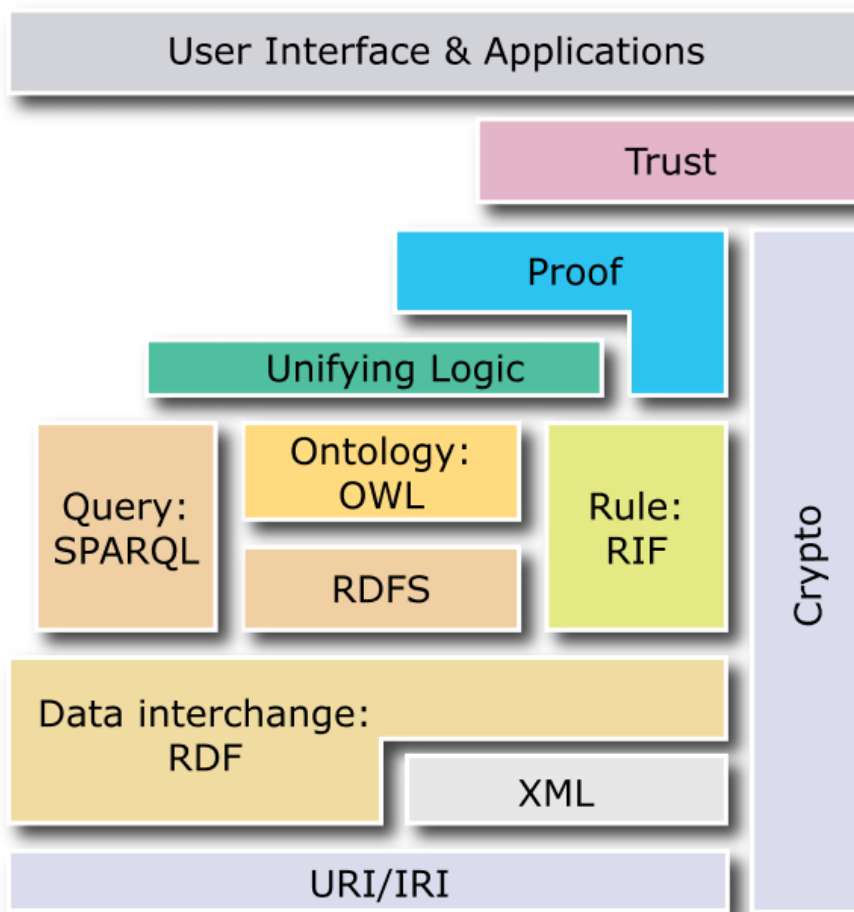 User Interface & Applications
Trust
Proof
Unifying Logic
Query:
SPARQL
Ontology:
OWL
Rule:
RIF
RDFS
Crypto
Data interchange:
RDF
XML
URI/IRI